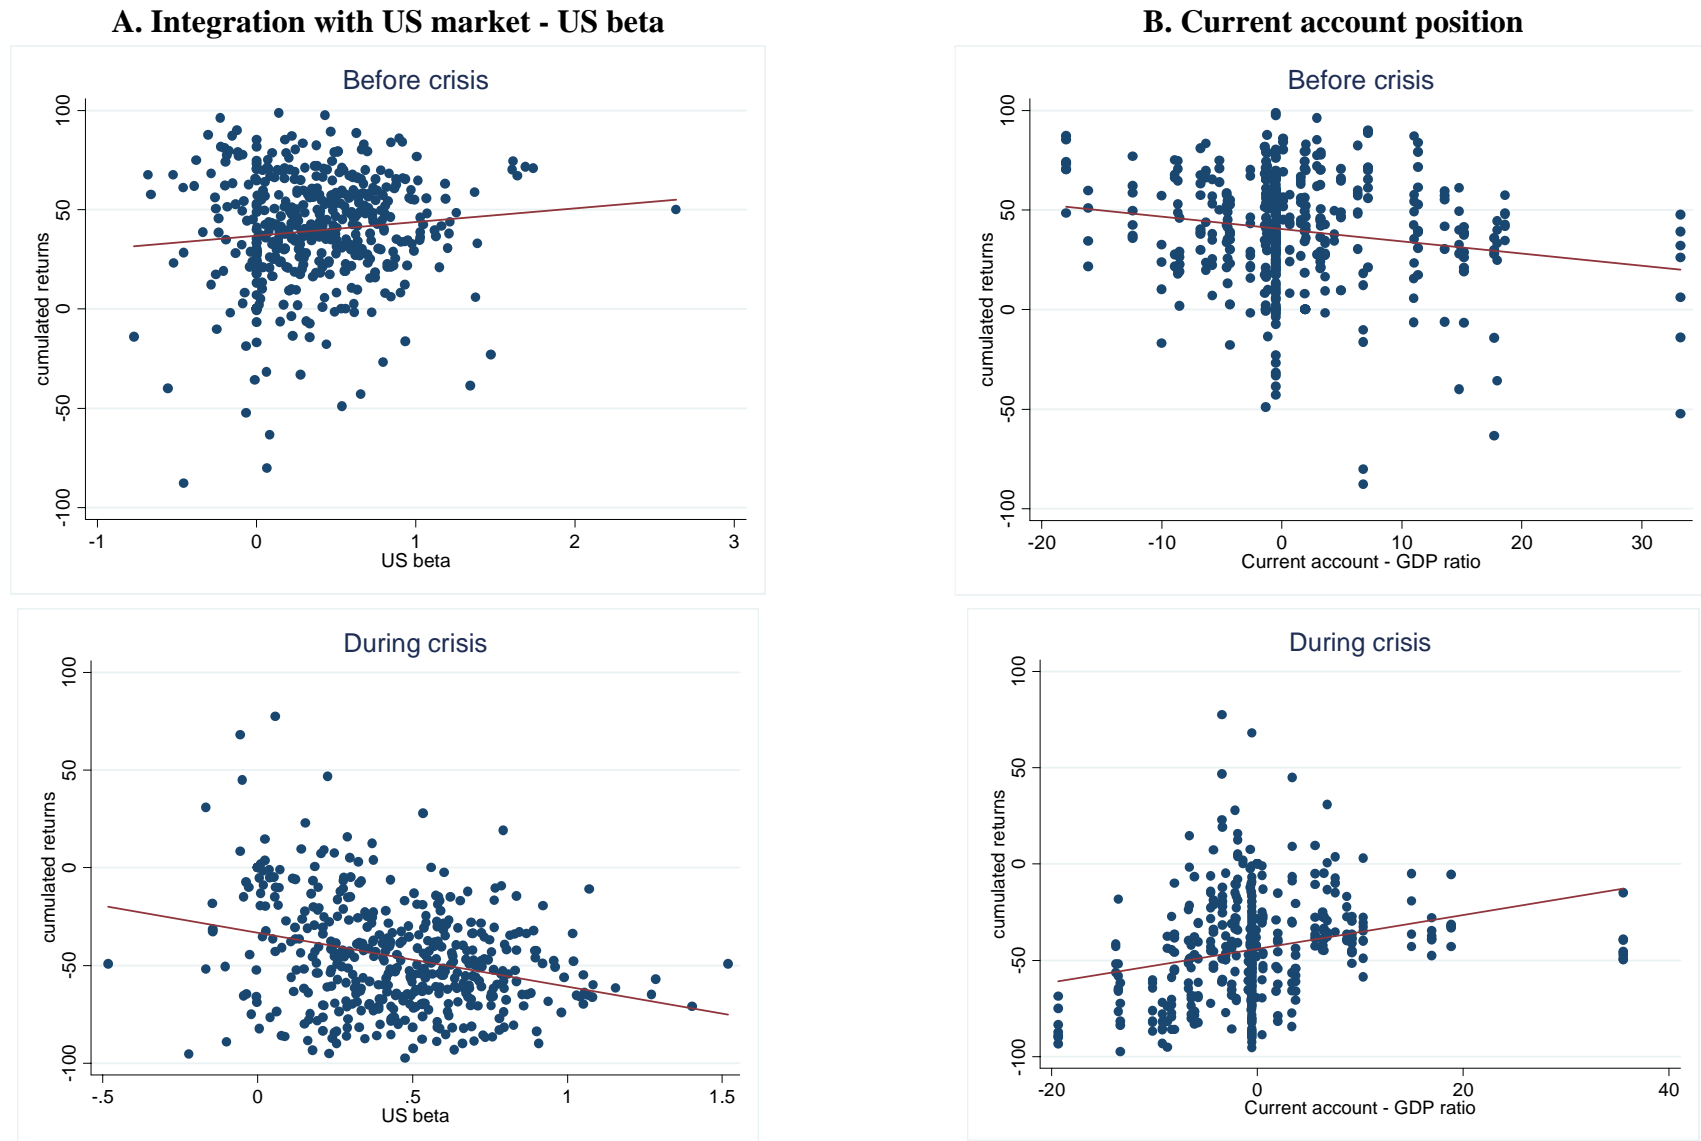 A. Integration with US market - US beta
B. Current account position
Before crisis
100
50
0
-50
-100
cumulated returns
-1
0
1
2
3
US beta
Before crisis
100
50
0
-50
-100
cumulated returns
-20
-10
0
10
20
30
Current account - GDP ratio
During crisis
100
50
0
-50
-100
cumulated returns
-.5
0
.5
1
1.5
US beta
During crisis
100
50
0
-50
-100
cumulated returns
-20
0
20
40
Current account - GDP ratio